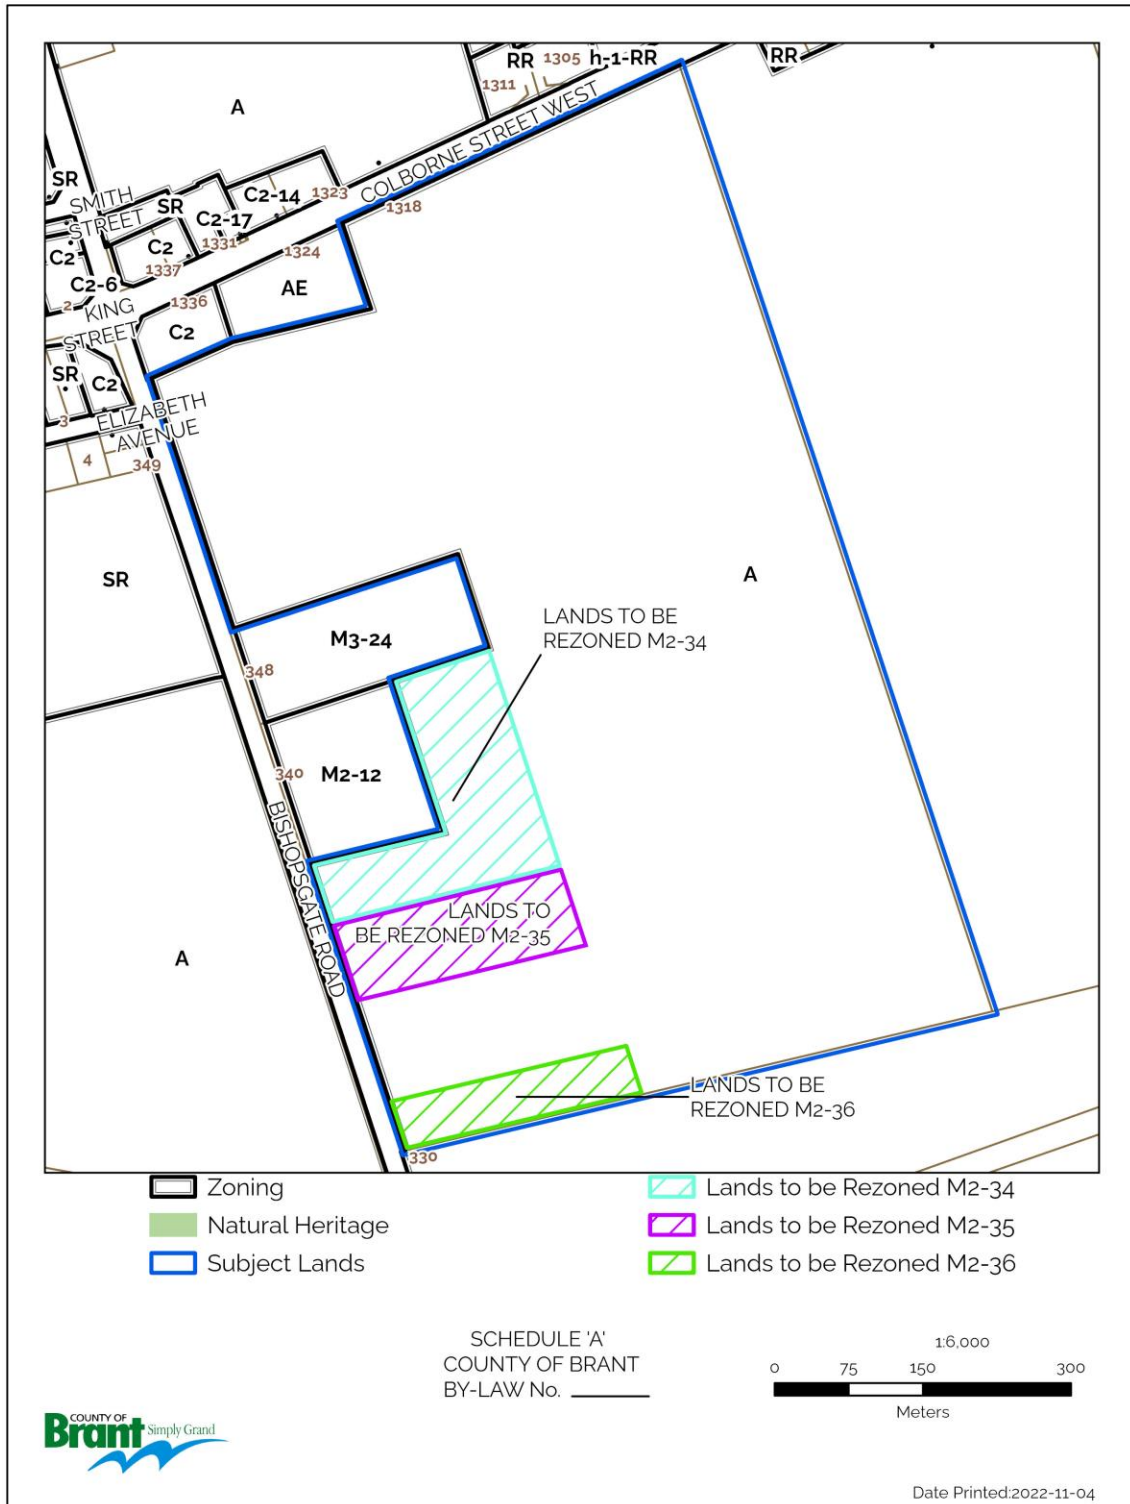 RR
1305
h-1-RR
RR
1311
A
COLBORNE STREET WEST
SR
SMITH
STREET
SR
C2-14
1323
C2-17
1318
C2
1331
C2
1337
1324
C2-6
2
KING
STREET
1336
AE
C2
SR
C2
3
ELIZABETH
AVENUE
4
349
SR
A
LANDS TO BE
REZONED M2-34
M3-24
348
340
M2-12
BISHOPSGATE ROAD
LANDS TO
BE REZONED M2-35
A
LANDS TO BE
REZONED M2-36
330
Zoning
Natural Heritage
Subject Lands
Lands to be Rezoned M2-34
Lands to be Rezoned M2-35
Lands to be Rezoned M2-36
SCHEDULE 'A'
COUNTY OF BRANT
BY-LAW No. ________
1:6,000
0 75 150 300
Meters
COUNTY OF
Brant Simply Grand
Date Printed:2022-11-04